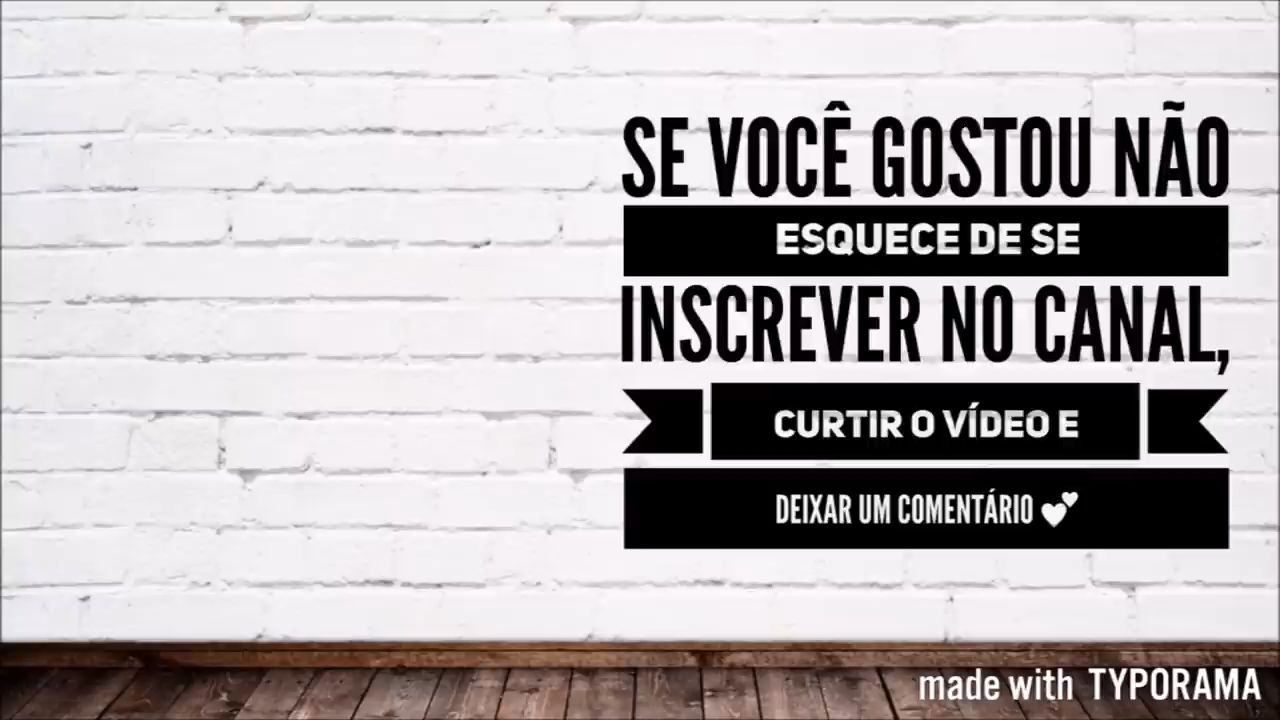 SE VOCÊ GOSTOU NÃO
ESQUECE DE SE
INSCREVER NO CANAL,
CURTIR O VÍDEO E
DEIXAR UM COMENTÁRIO 💕
made with TYPORAMA